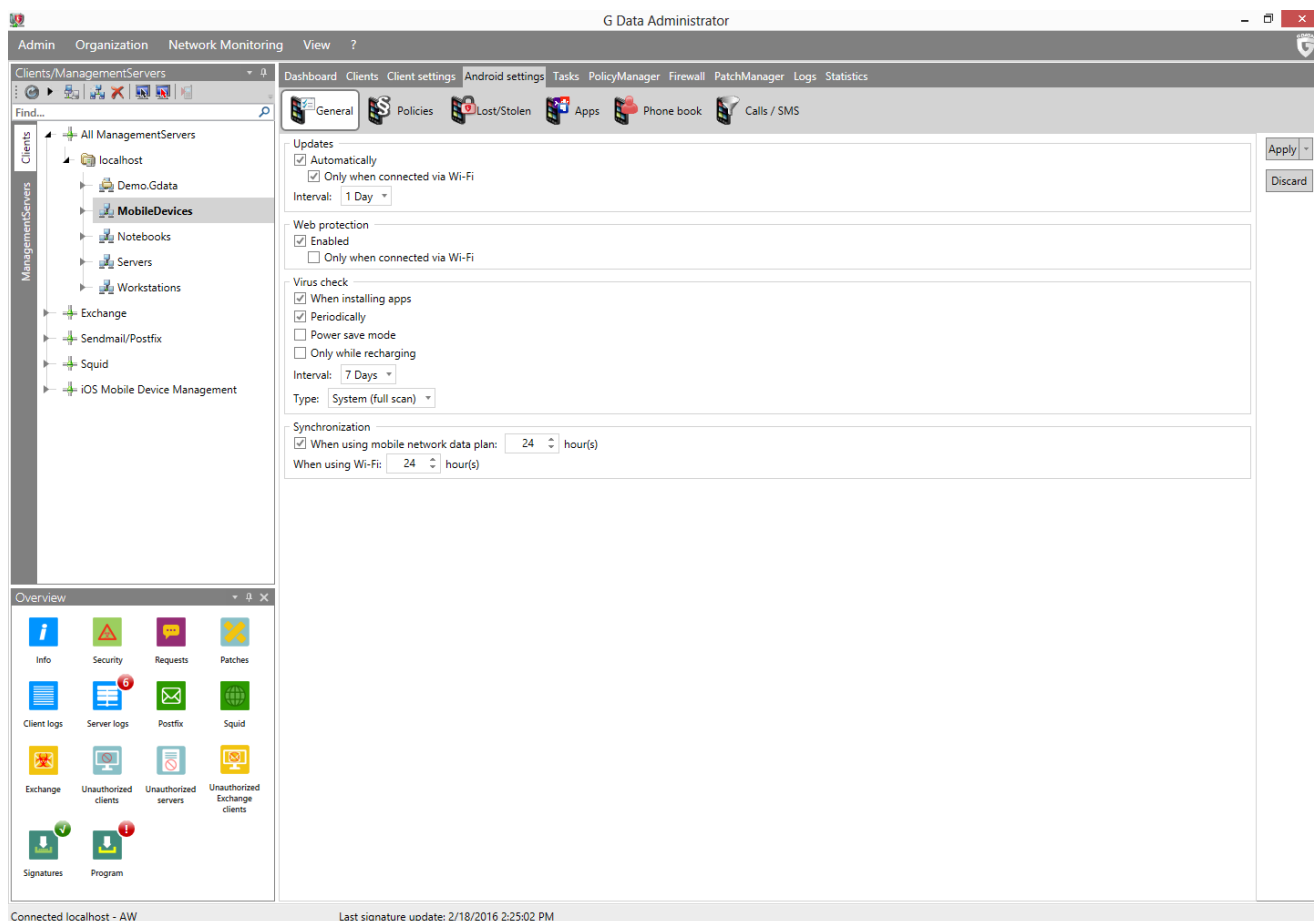 G Data Administrator
Admin Organization Network Monitoring View ?
Clients/ManagementServers
Find...
Clients
ManagementServers
All ManagementServers
localhost
Demo.Gdata
MobileDevices
Notebooks
Servers
Workstations
Exchange
Sendmail/Postfix
Squid
iOS Mobile Device Management
Dashboard Clients Client settings Android settings Tasks PolicyManager Firewall PatchManager Logs Statistics
General Policies Lost/Stolen Apps Phone book Calls / SMS
Updates
Automatically
Only when connected via Wi-Fi
Interval: 1 Day
Web protection
Enabled
Only when connected via Wi-Fi
Virus check
When installing apps
Periodically
Power save mode
Only while recharging
Interval: 7 Days
Type: System (full scan)
Synchronization
When using mobile network data plan: 24 hour(s)
When using Wi-Fi: 24 hour(s)
Apply
Discard
Overview
Info Security Requests Patches
6
Client logs Server logs Postfix Squid
Exchange Unauthorized clients Unauthorized servers Unauthorized Exchange clients
Signatures Program
Connected localhost - AW
Last signature update: 2/18/2016 2:25:02 PM